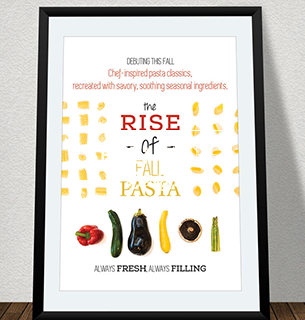 DEBUTING THIS FALL
Chef-inspired pasta classics,
recreated with savory, soothing seasonal ingredients.
the
RISE
- of -
FALL
PASTA
ALWAYS FRESH, ALWAYS FILLING